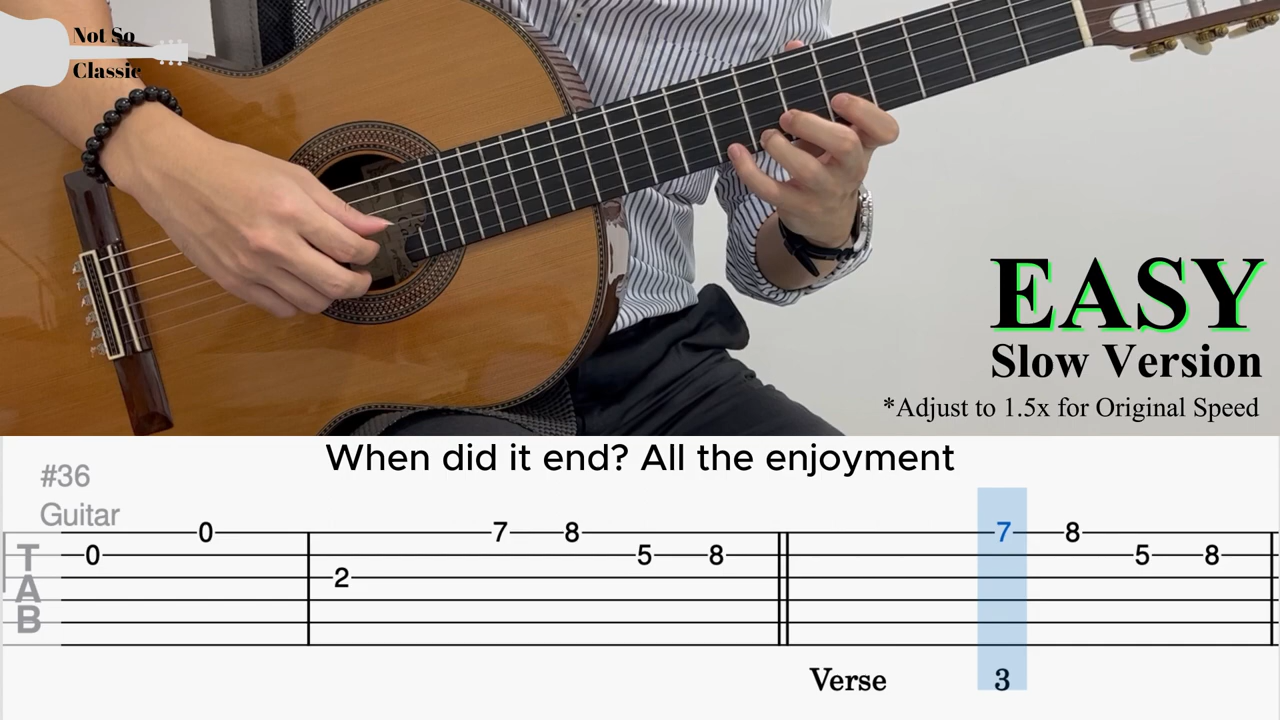 Not So
Classic
EASY
Slow Version
*Adjust to 1.5x for Original Speed
When did it end? All the enjoyment
#36
Guitar
TAB
0 0 2 7 8 5 8 7 8 5 8
Verse 3